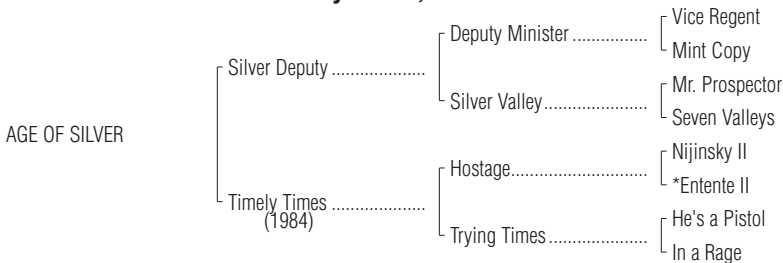 AGE OF SILVER
Silver Deputy ....................
Timely Times ....................
(1984)
Deputy Minister ................
Silver Valley......................
Hostage.............................
Trying Times .....................
Vice Regent
Mint Copy
Mr. Prospector
Seven Valleys
Nijinsky II
*Entente II
He's a Pistol
In a Rage